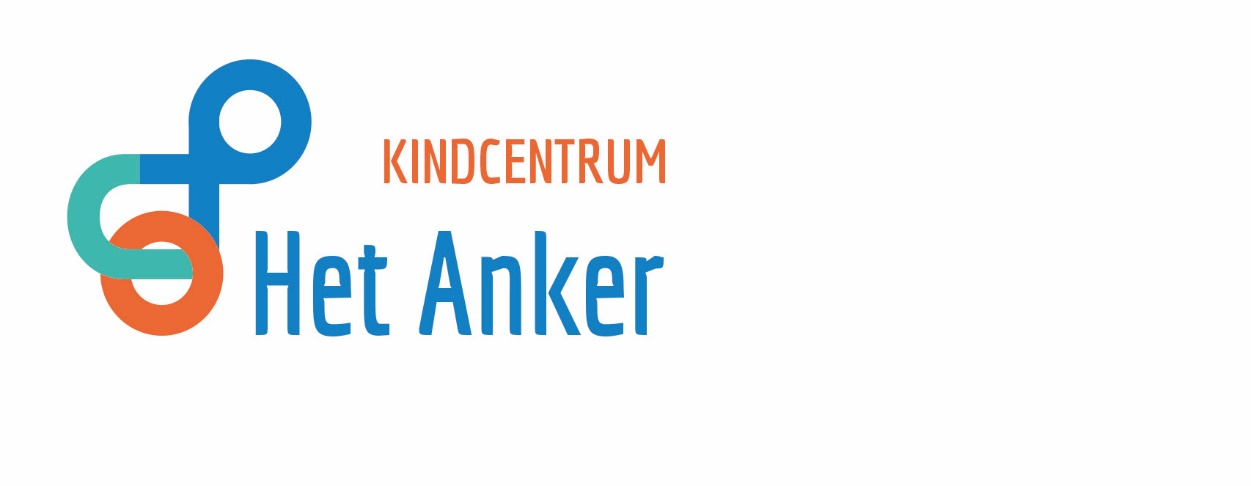 KINDCENTRUM
Het Anker